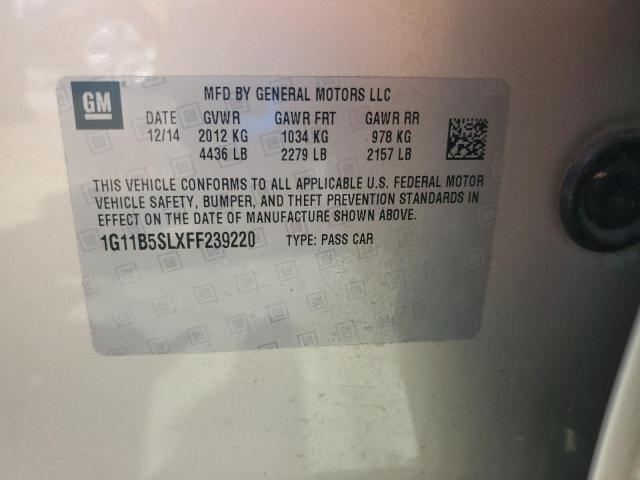 GM
MFD BY GENERAL MOTORS LLC
DATE GVWR GAWR FRT GAWR RR
12/14 2012 KG 1034 KG 978 KG
4436 LB 2279 LB 2157 LB
THIS VEHICLE CONFORMS TO ALL APPLICABLE U.S. FEDERAL MOTOR
VEHICLE SAFETY, BUMPER, AND THEFT PREVENTION STANDARDS IN
EFFECT ON THE DATE OF MANUFACTURE SHOWN ABOVE.
1G11B5SLXFF239220 TYPE: PASS CAR